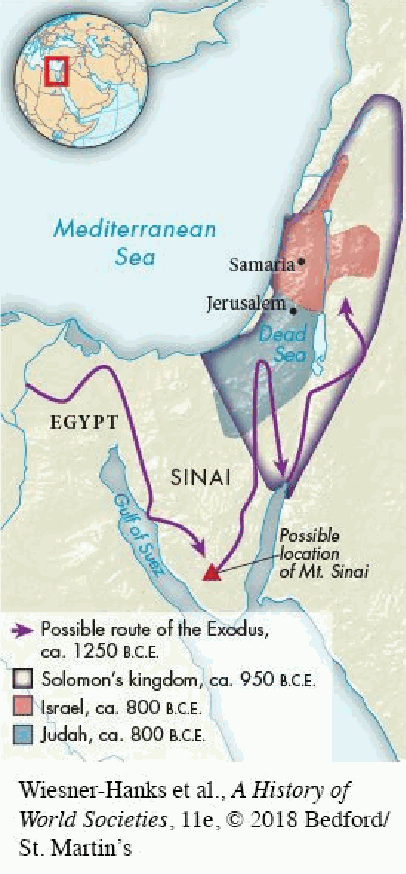 Mediterranean
Sea
Samaria
Jerusalem
Dead
Sea
EGYPT
SINAI
Gulf of Suez
Possible
location
of Mt. Sinai
Possible route of the Exodus,
ca. 1250 B.C.E.
Solomon's kingdom, ca. 950 B.C.E.
Israel, ca. 800 B.C.E.
Judah, ca. 800 B.C.E.
Wiesner-Hanks et al., A History of
World Societies, 11e, © 2018 Bedford/
St. Martin's